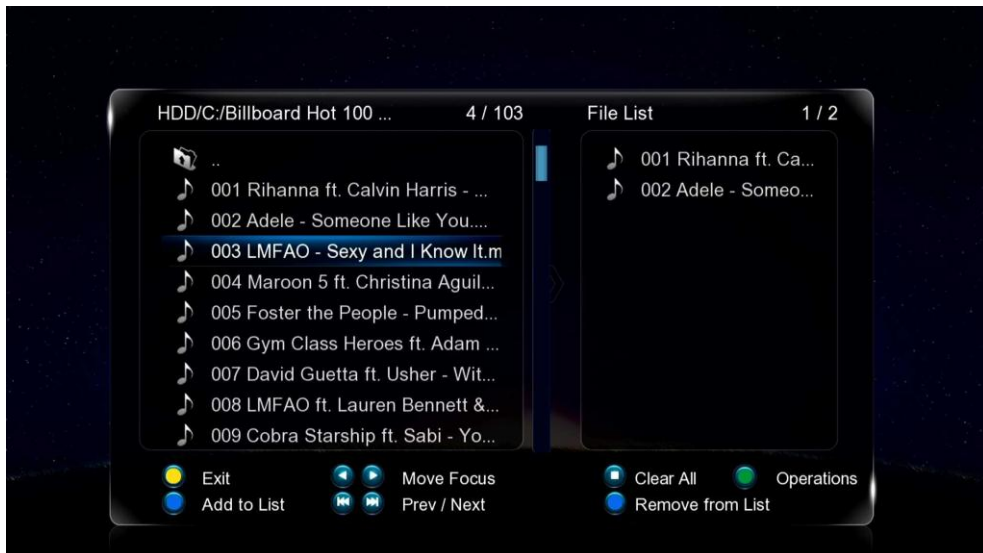 HDD/C:/Billboard Hot 100 ... 4 / 103
..
001 Rihanna ft. Calvin Harris - ...
002 Adele - Someone Like You....
003 LMFAO - Sexy and I Know It.m
004 Maroon 5 ft. Christina Aguil...
005 Foster the People - Pumped...
006 Gym Class Heroes ft. Adam ...
007 David Guetta ft. Usher - Wit...
008 LMFAO ft. Lauren Bennett &...
009 Cobra Starship ft. Sabi - Yo...
File List 1 / 2
001 Rihanna ft. Ca...
002 Adele - Someo...
Exit Move Focus Clear All Operations
Add to List Prev / Next Remove from List